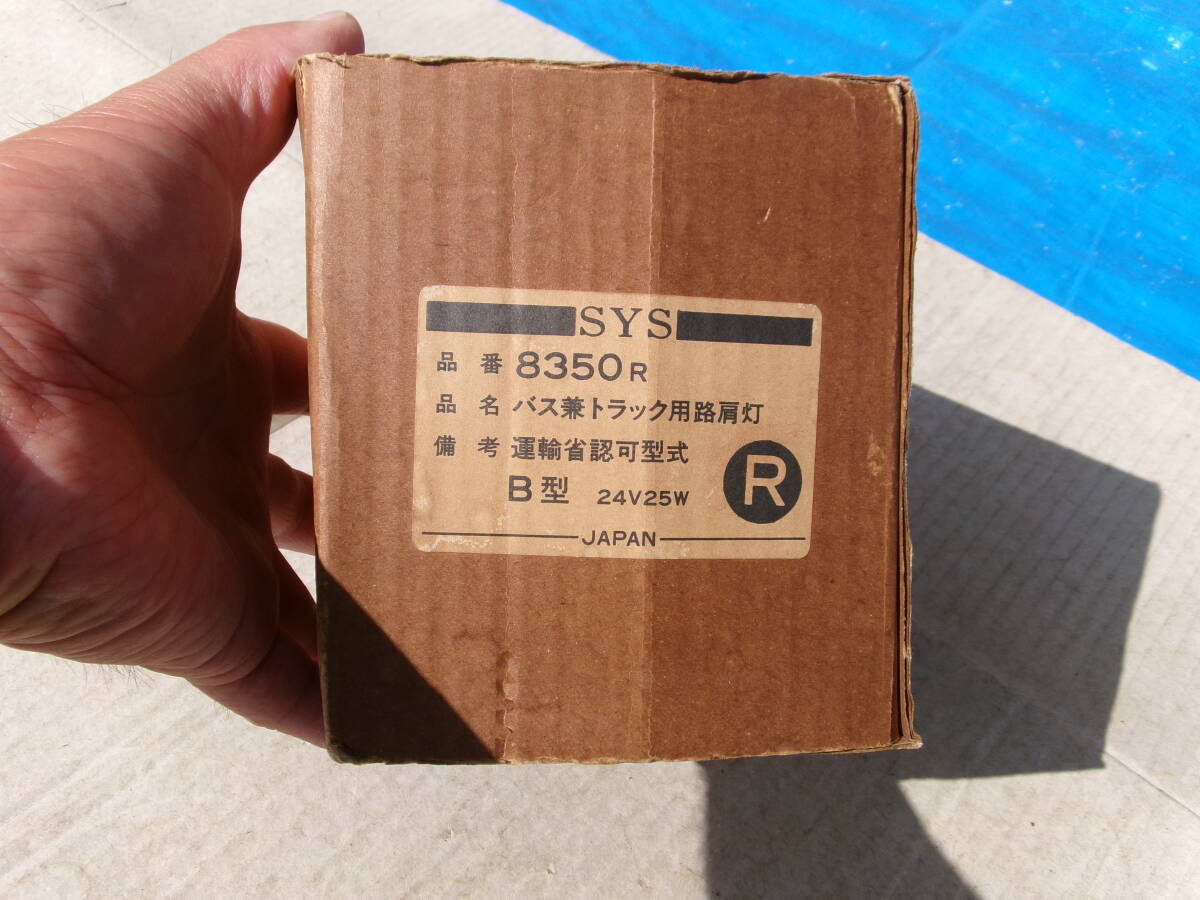 SYS
品番 8350R
品名 バス兼トラック用路肩灯
備考 運輸省認可型式
B型 24V25W
R
JAPAN